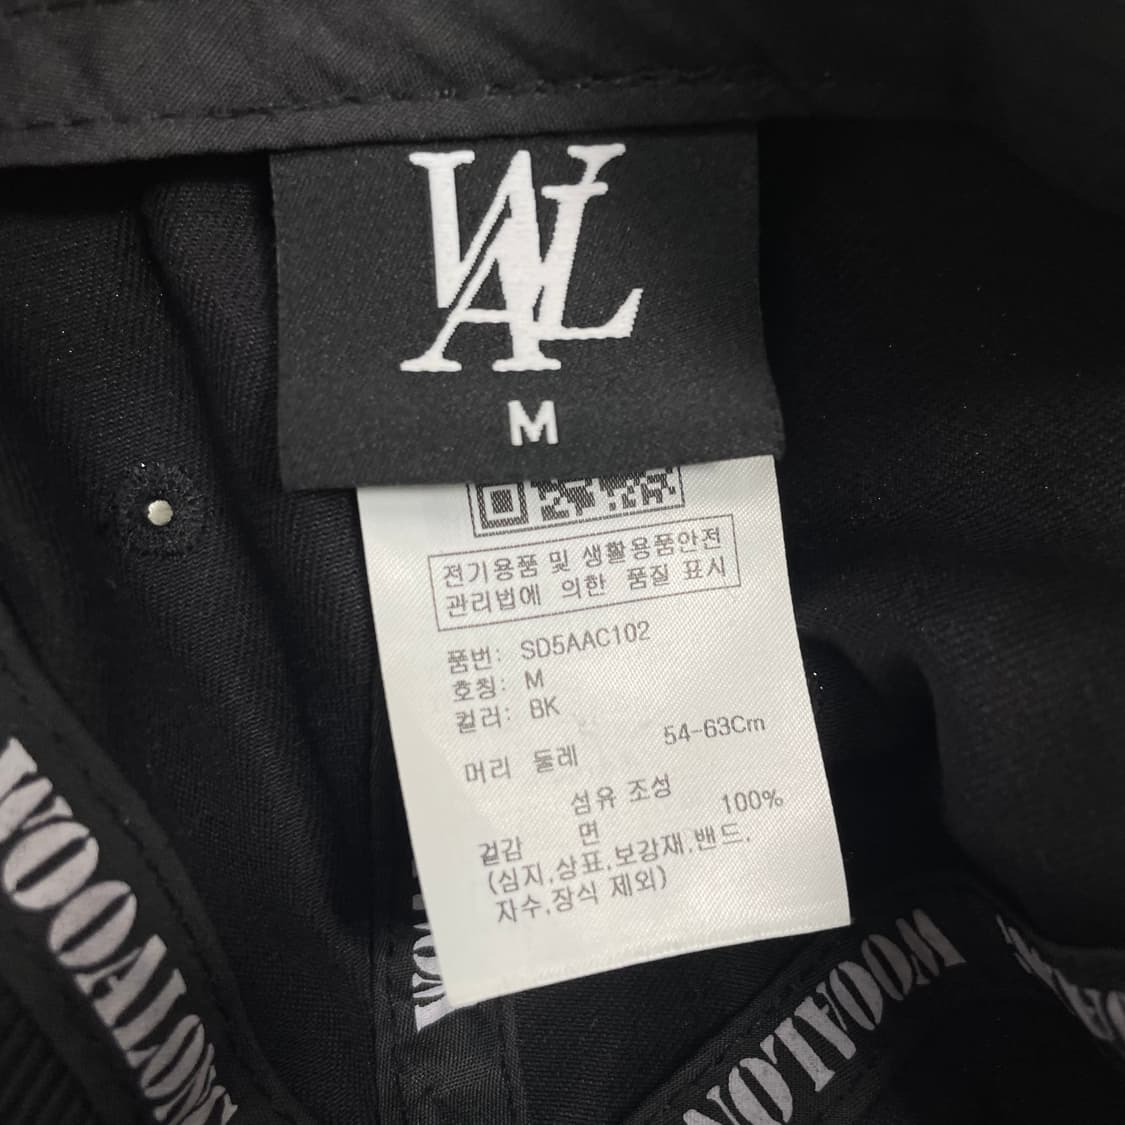 WAL
M
전기용품 및 생활용품안전
관리법에 의한 품질 표시
품번: SD5AAC102
호칭: M
컬러: BK
머리 둘레 54-63Cm
섬유 조성
겉감 면 100%
(심지,상표,보강재,밴드,
자수,장식 제외)
WOOALONG
WOOALON